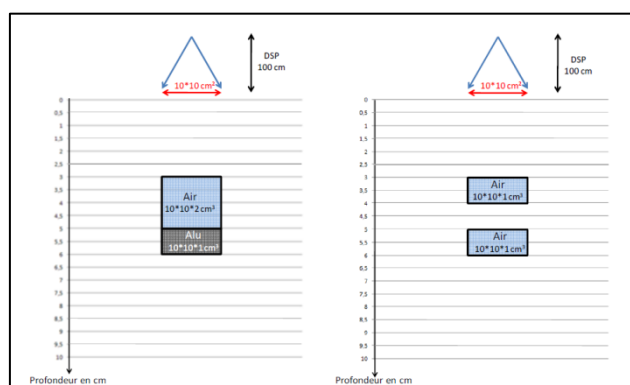 DSP
100 cm
10*10 cm²
0
0,5
1
1,5
2
2,5
3
3,5
4
4,5
5
5,5
6
6,5
7
7,5
8
8,5
9
9,5
10
Air
10*10*2 cm³
Alu
10*10*1 cm³
Profondeur en cm
DSP
100 cm
10*10 cm²
0
0,5
1
1,5
2
2,5
3
3,5
4
4,5
5
5,5
6
6,5
7
7,5
8
8,5
9
9,5
10
Air
10*10*1 cm³
Air
10*10*1 cm³
Profondeur en cm